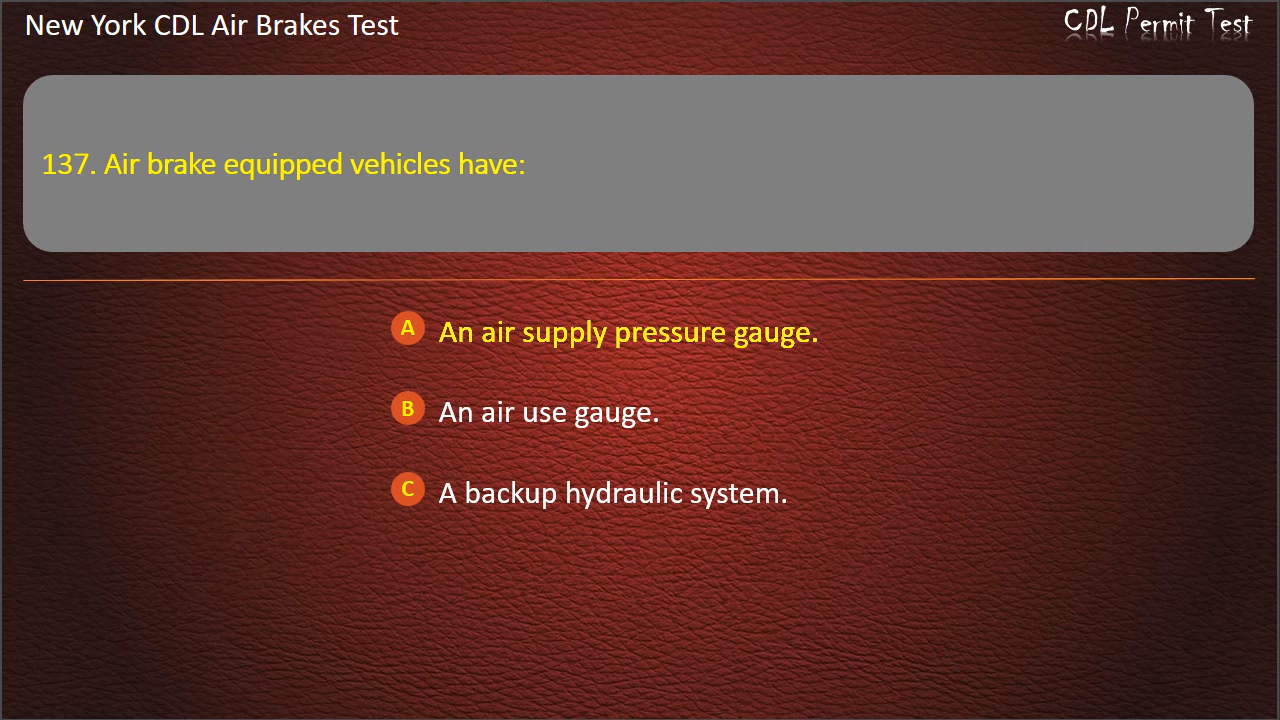 New York CDL Air Brakes Test
CDL Permit Test
137. Air brake equipped vehicles have:
A An air supply pressure gauge.
B An air use gauge.
C A backup hydraulic system.